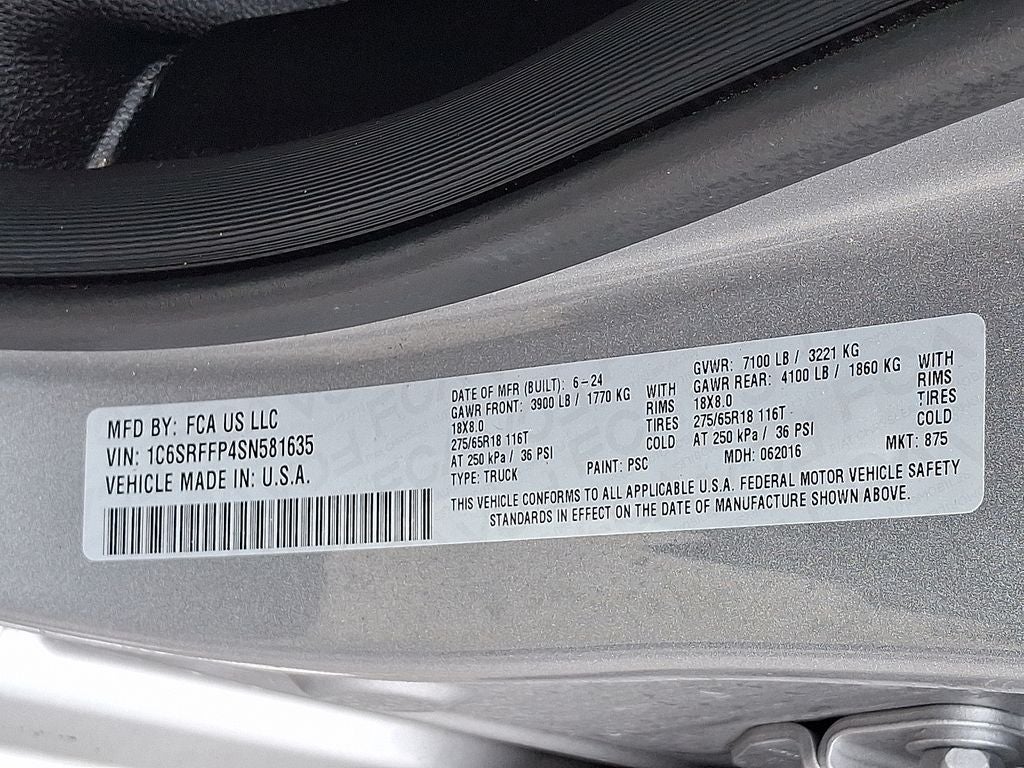 MFD BY: FCA US LLC
VIN: 1C6SRFFP4SN581635
VEHICLE MADE IN: U.S.A.
DATE OF MFR (BUILT): 6-24
GAWR FRONT: 3900 LB / 1770 KG WITH
18X8.0 RIMS
275/65R18 116T TIRES
AT 250 kPa / 36 PSI COLD
TYPE: TRUCK PAINT: PSC
GVWR: 7100 LB / 3221 KG
GAWR REAR: 4100 LB / 1860 KG WITH
18X8.0 RIMS
275/65R18 116T TIRES
AT 250 kPa / 36 PSI COLD
MDH: 062016 MKT: 875
THIS VEHICLE CONFORMS TO ALL APPLICABLE U.S.A. FEDERAL MOTOR VEHICLE SAFETY
STANDARDS IN EFFECT ON THE DATE OF MANUFACTURE SHOWN ABOVE.